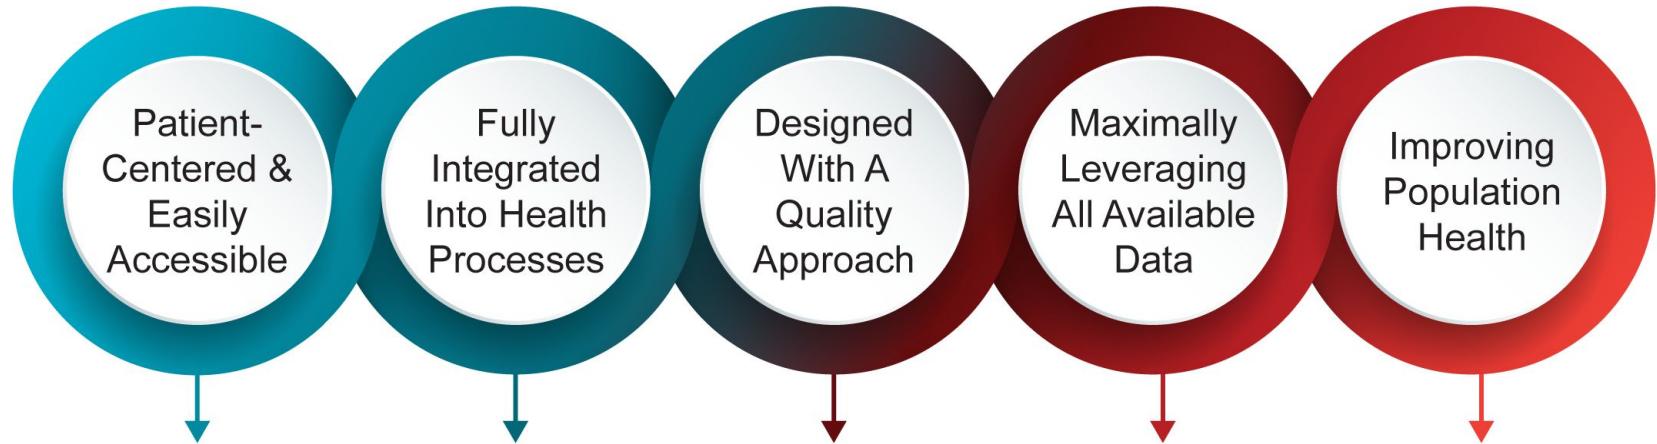 Patient-
Centered &
Easily
Accessible
Fully
Integrated
Into Health
Processes
Designed
With A
Quality
Approach
Maximally
Leveraging
All Available
Data
Improving
Population
Health